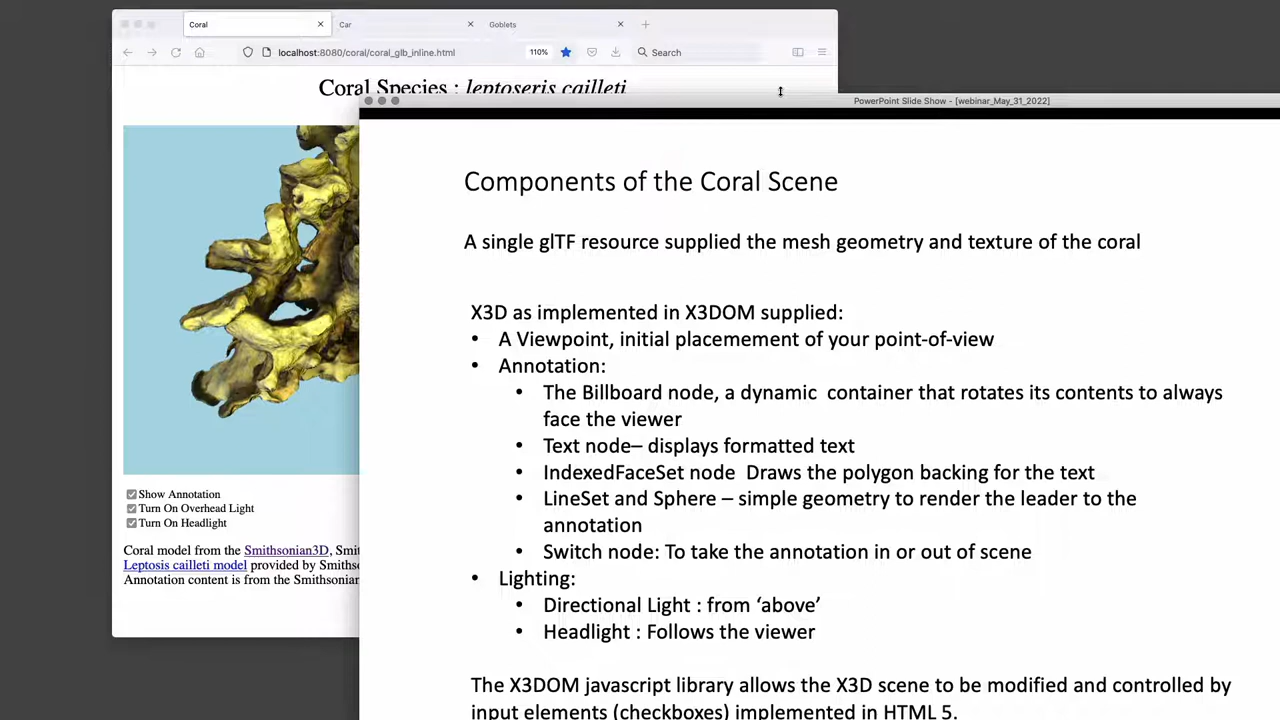 Coral
Car
Goblets
localhost:8080/coral/coral_glb_inline.html
110%
Search
Coral Species : leptoseris cailleti
PowerPoint Slide Show - [webinar_May_31_2022]
Components of the Coral Scene
A single glTF resource supplied the mesh geometry and texture of the coral
X3D as implemented in X3DOM supplied:
• A Viewpoint, initial placemement of your point-of-view
• Annotation:
• The Billboard node, a dynamic container that rotates its contents to always
face the viewer
• Text node– displays formatted text
• IndexedFaceSet node Draws the polygon backing for the text
• LineSet and Sphere – simple geometry to render the leader to the
annotation
• Switch node: To take the annotation in or out of scene
• Lighting:
• Directional Light : from ‘above’
• Headlight : Follows the viewer
The X3DOM javascript library allows the X3D scene to be modified and controlled by
input elements (checkboxes) implemented in HTML 5.
Show Annotation
Turn On Overhead Light
Turn On Headlight
Coral model from the Smithsonian3D, Smit
Leptosis cailleti model provided by Smithso
Annotation content is from the Smithsonian